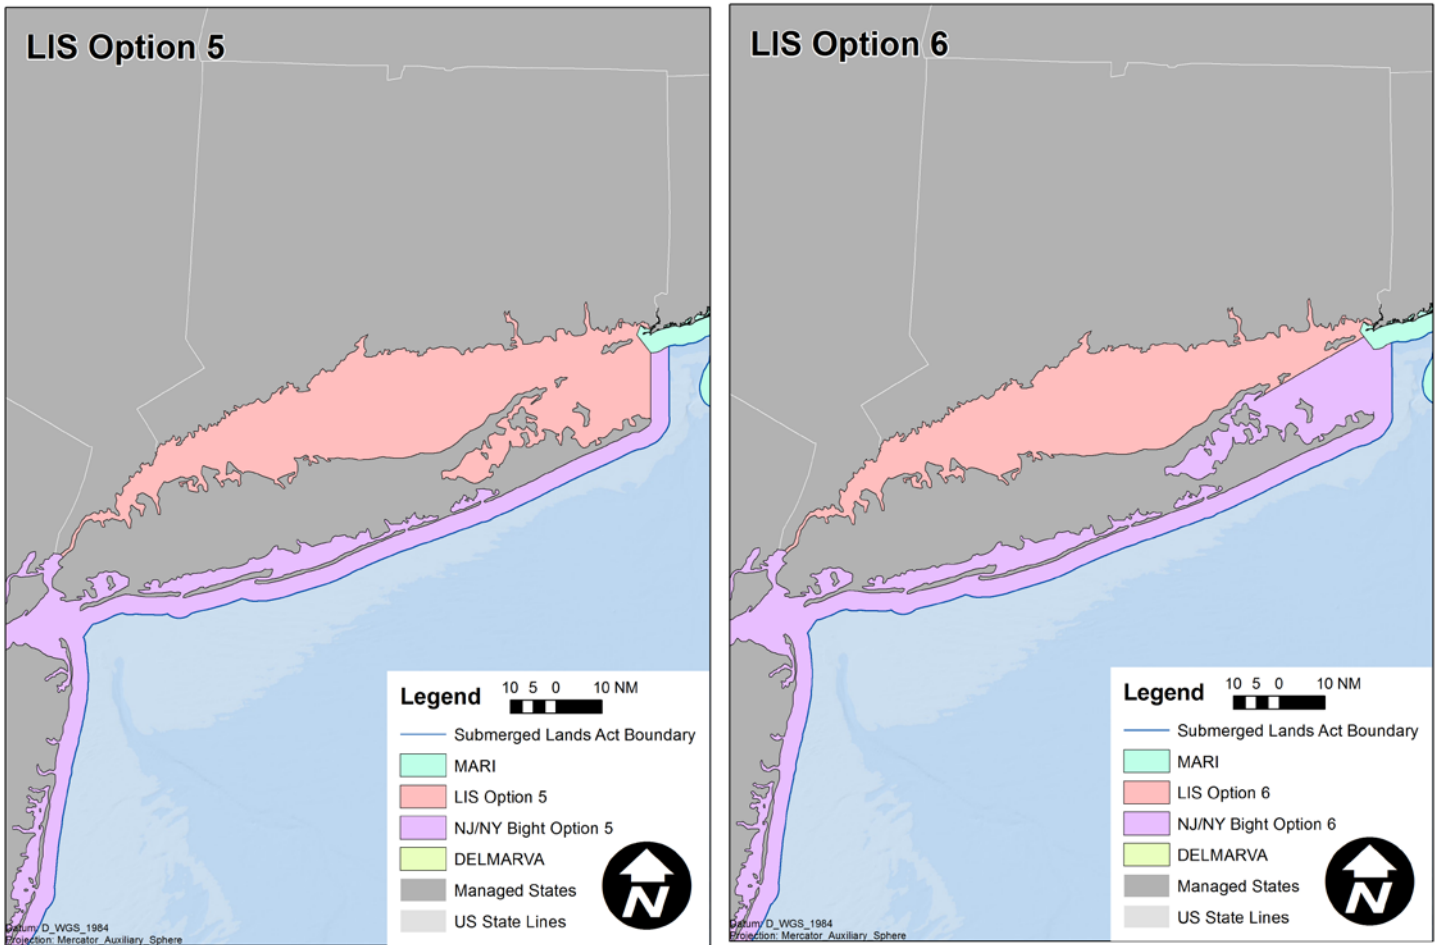 LIS Option 5
Legend
10 5 0 10 NM
Submerged Lands Act Boundary
MARI
LIS Option 5
NJ/NY Bight Option 5
DELMARVA
Managed States
US State Lines
N
Datum: D_WGS_1984
Projection: Mercator_Auxiliary_Sphere
LIS Option 6
Legend
10 5 0 10 NM
Submerged Lands Act Boundary
MARI
LIS Option 6
NJ/NY Bight Option 6
DELMARVA
Managed States
US State Lines
N
Datum: D_WGS_1984
Projection: Mercator_Auxiliary_Sphere